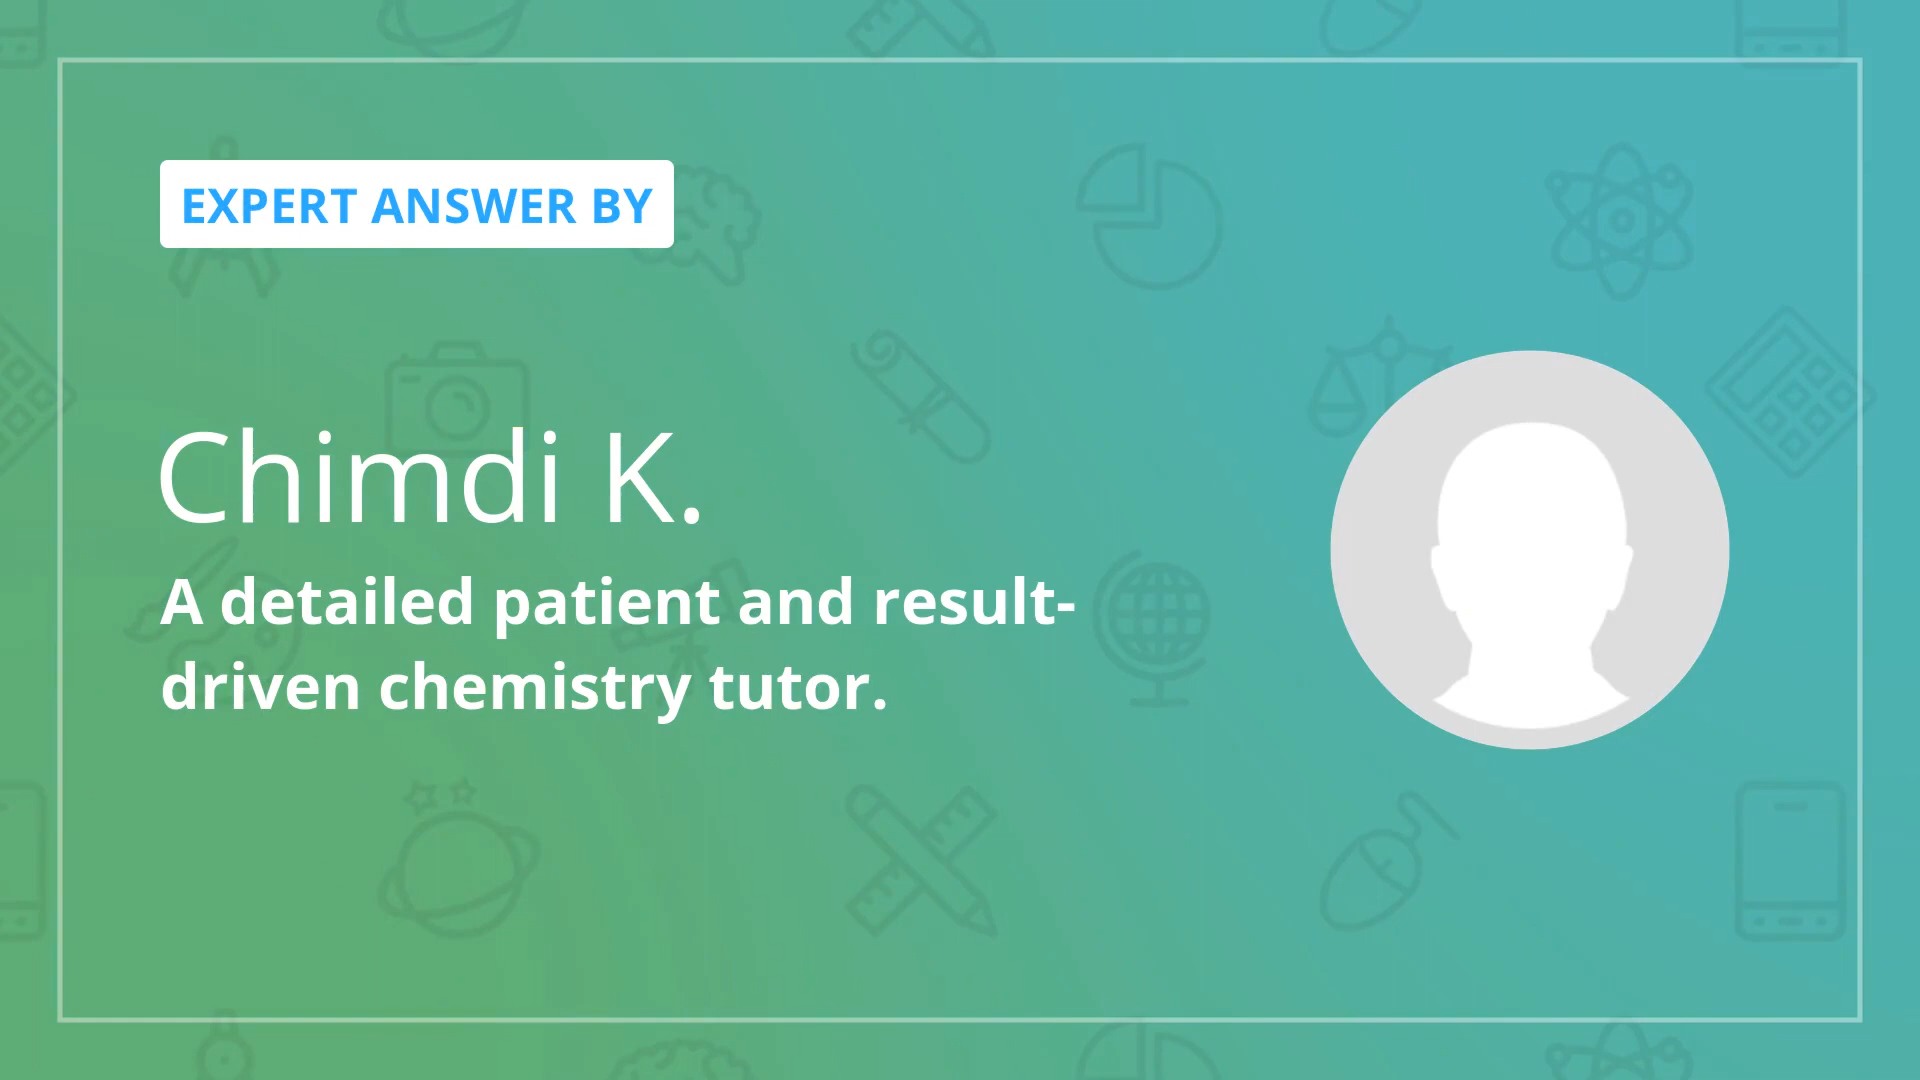 EXPERT ANSWER BY
Chimdi K.
A detailed patient and result-
driven chemistry tutor.